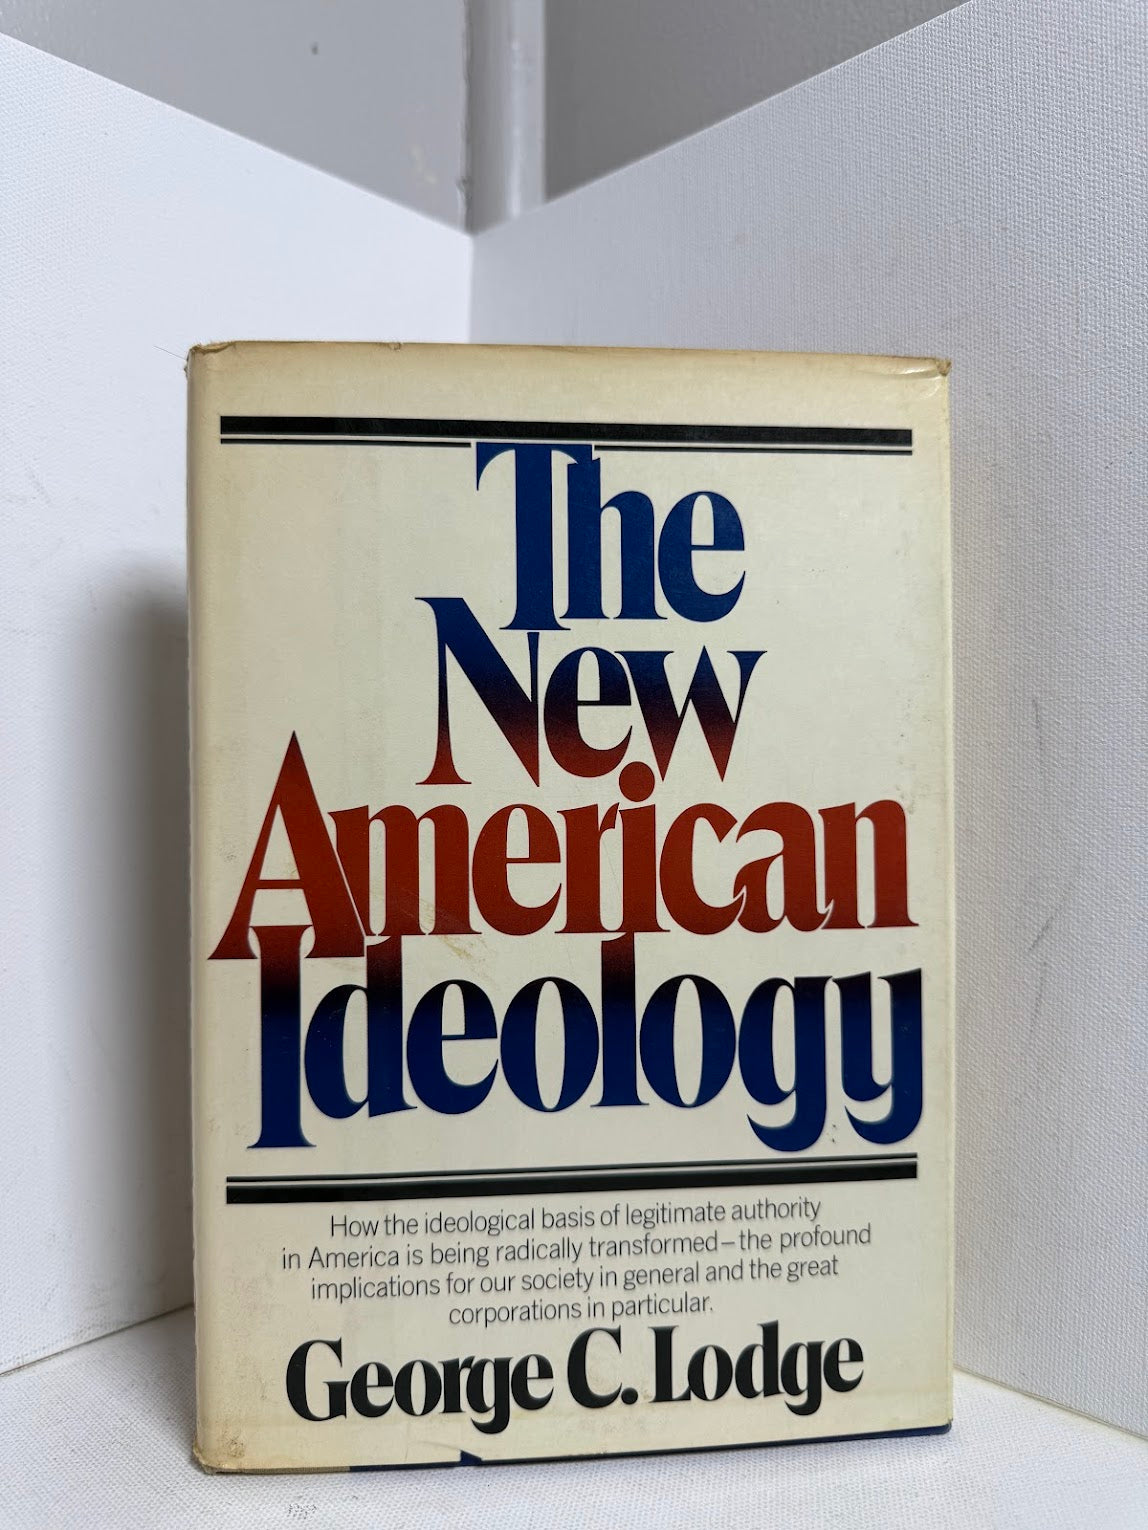 The
New
American
Ideology
How the ideological basis of legitimate authority
in America is being radically transformed–the profound
implications for our society in general and the great
corporations in particular.
George C. Lodge